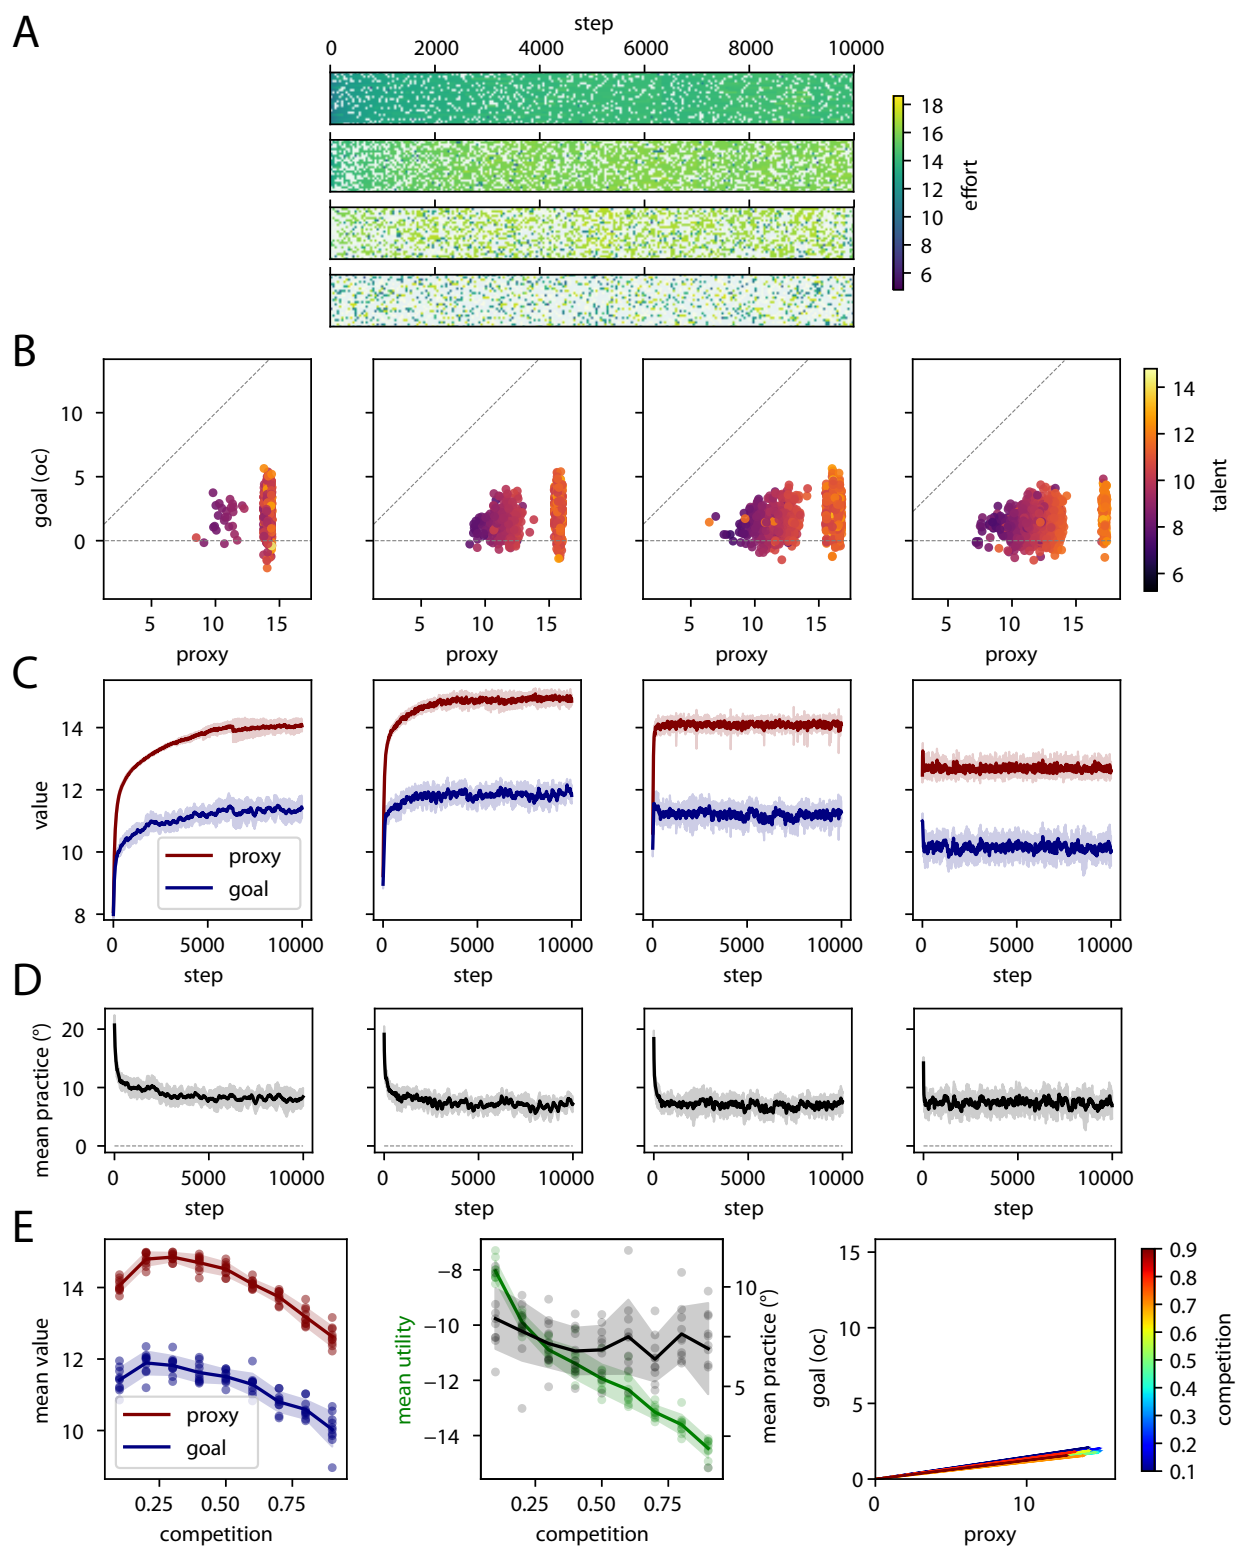 A
step
0 2000 4000 6000 8000 10000
18
16
14
12
10
8
6
effort
B
10
5
0
goal (oc)
5 10 15
proxy
5 10 15
proxy
5 10 15
proxy
5 10 15
proxy
14
12
10
8
6
talent
C
14
12
10
8
value
proxy
goal
0 5000 10000
step
0 5000 10000
step
0 5000 10000
step
0 5000 10000
step
D
20
10
0
mean practice (°)
0 5000 10000
step
0 5000 10000
step
0 5000 10000
step
0 5000 10000
step
E
14
12
10
mean value
proxy
goal
0.25 0.50 0.75
competition
−8
−10
−12
−14
mean utility
10
5
mean practice (°)
0.25 0.50 0.75
competition
15
10
5
0
goal (oc)
0 10
proxy
0.9
0.8
0.7
0.6
0.5
0.4
0.3
0.2
0.1
competition